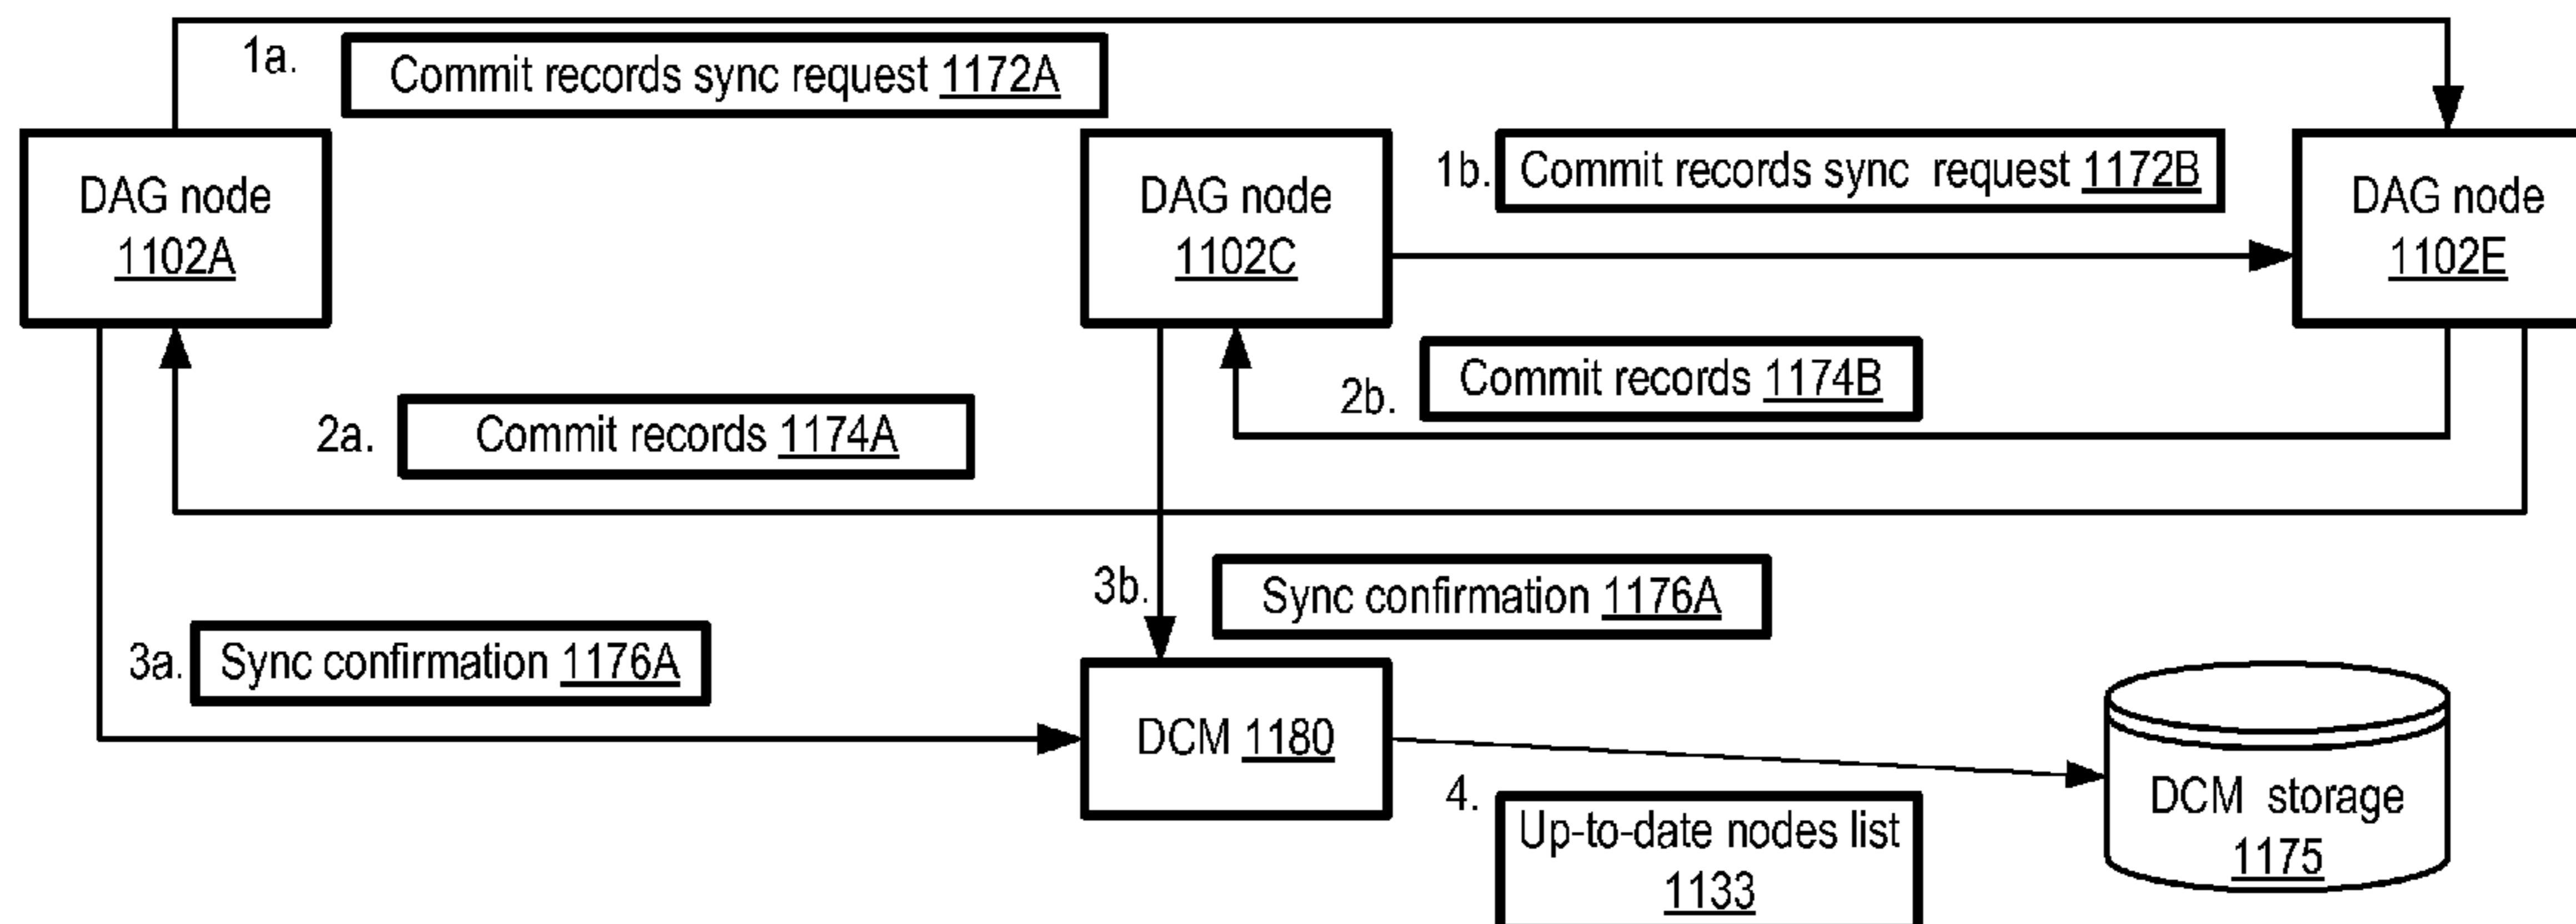 1a.
Commit records sync request 1172A
DAG node
1102A
DAG node
1102C
1b.
Commit records sync request 1172B
DAG node
1102E
2a.
Commit records 1174A
2b.
Commit records 1174B
3a.
Sync confirmation 1176A
3b.
Sync confirmation 1176A
DCM 1180
4.
Up-to-date nodes list
1133
DCM storage
1175